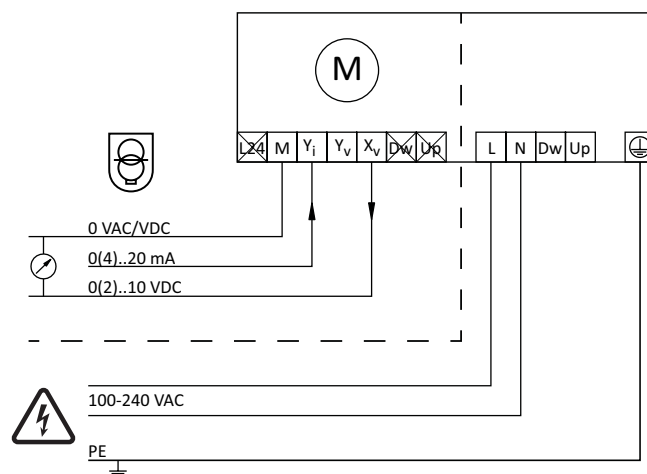 M
L24 M Yi Yv Xv Dw Up L N Dw Up
0 VAC/VDC
0(4)..20 mA
0(2)..10 VDC
100-240 VAC
PE